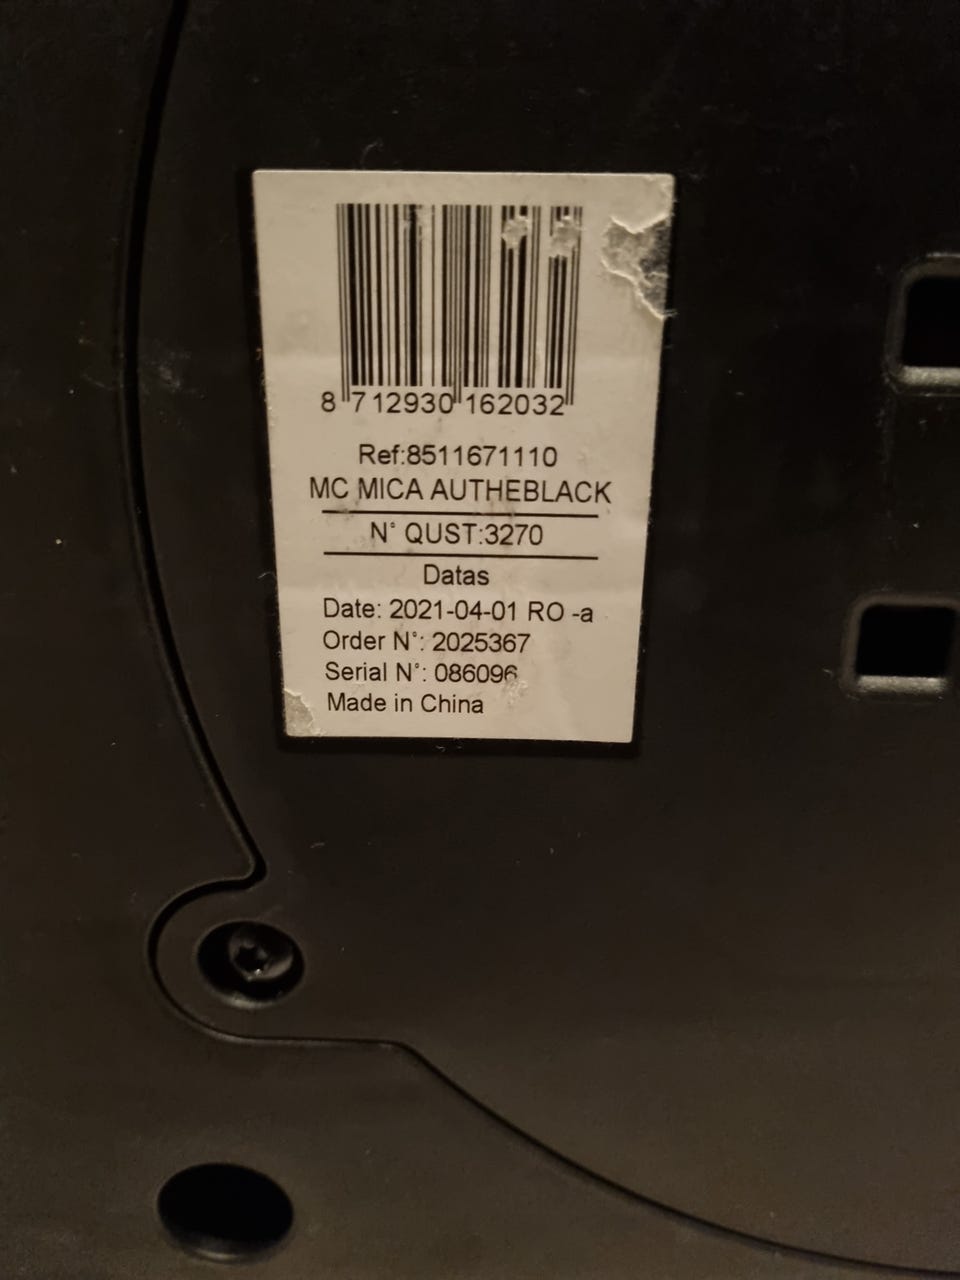 8 712930 162032
Ref:8511671110
MC MICA AUTHEBLACK
N° QUST:3270
Datas
Date: 2021-04-01 RO -a
Order N°: 2025367
Serial N°: 086096
Made in China